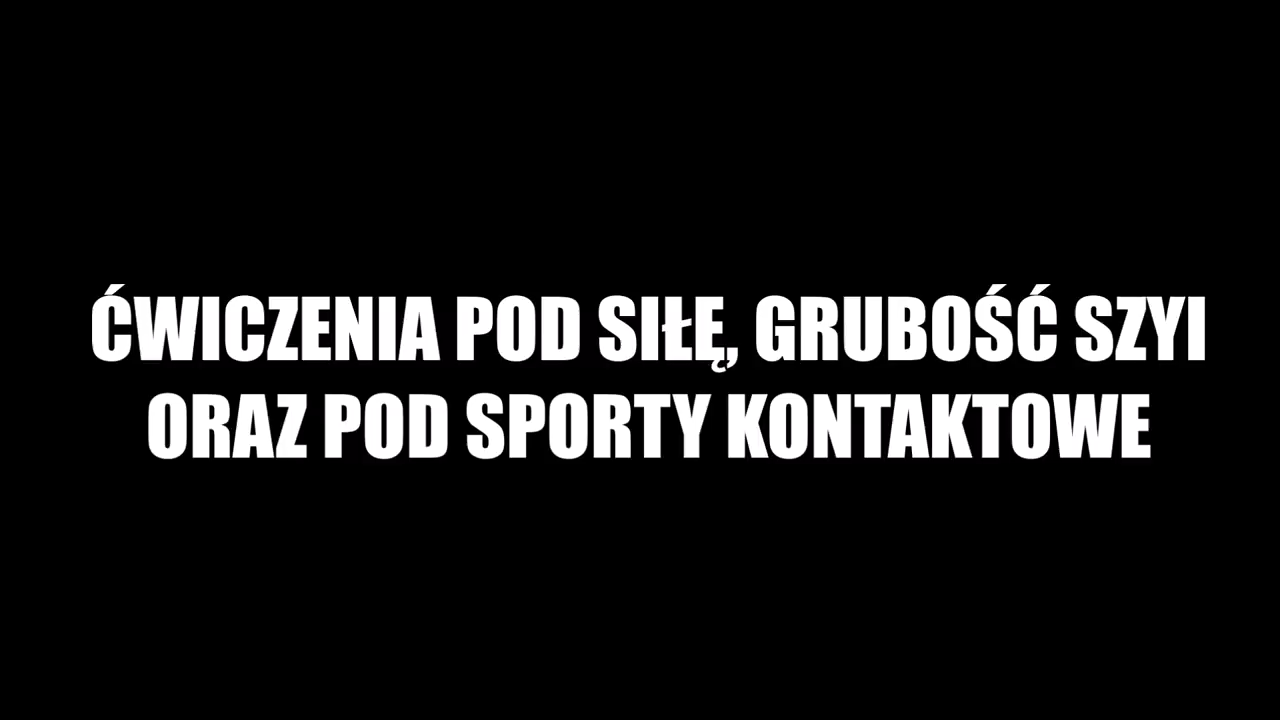 ĆWICZENIA POD SIŁĘ, GRUBOŚĆ SZYI
ORAZ POD SPORTY KONTAKTOWE